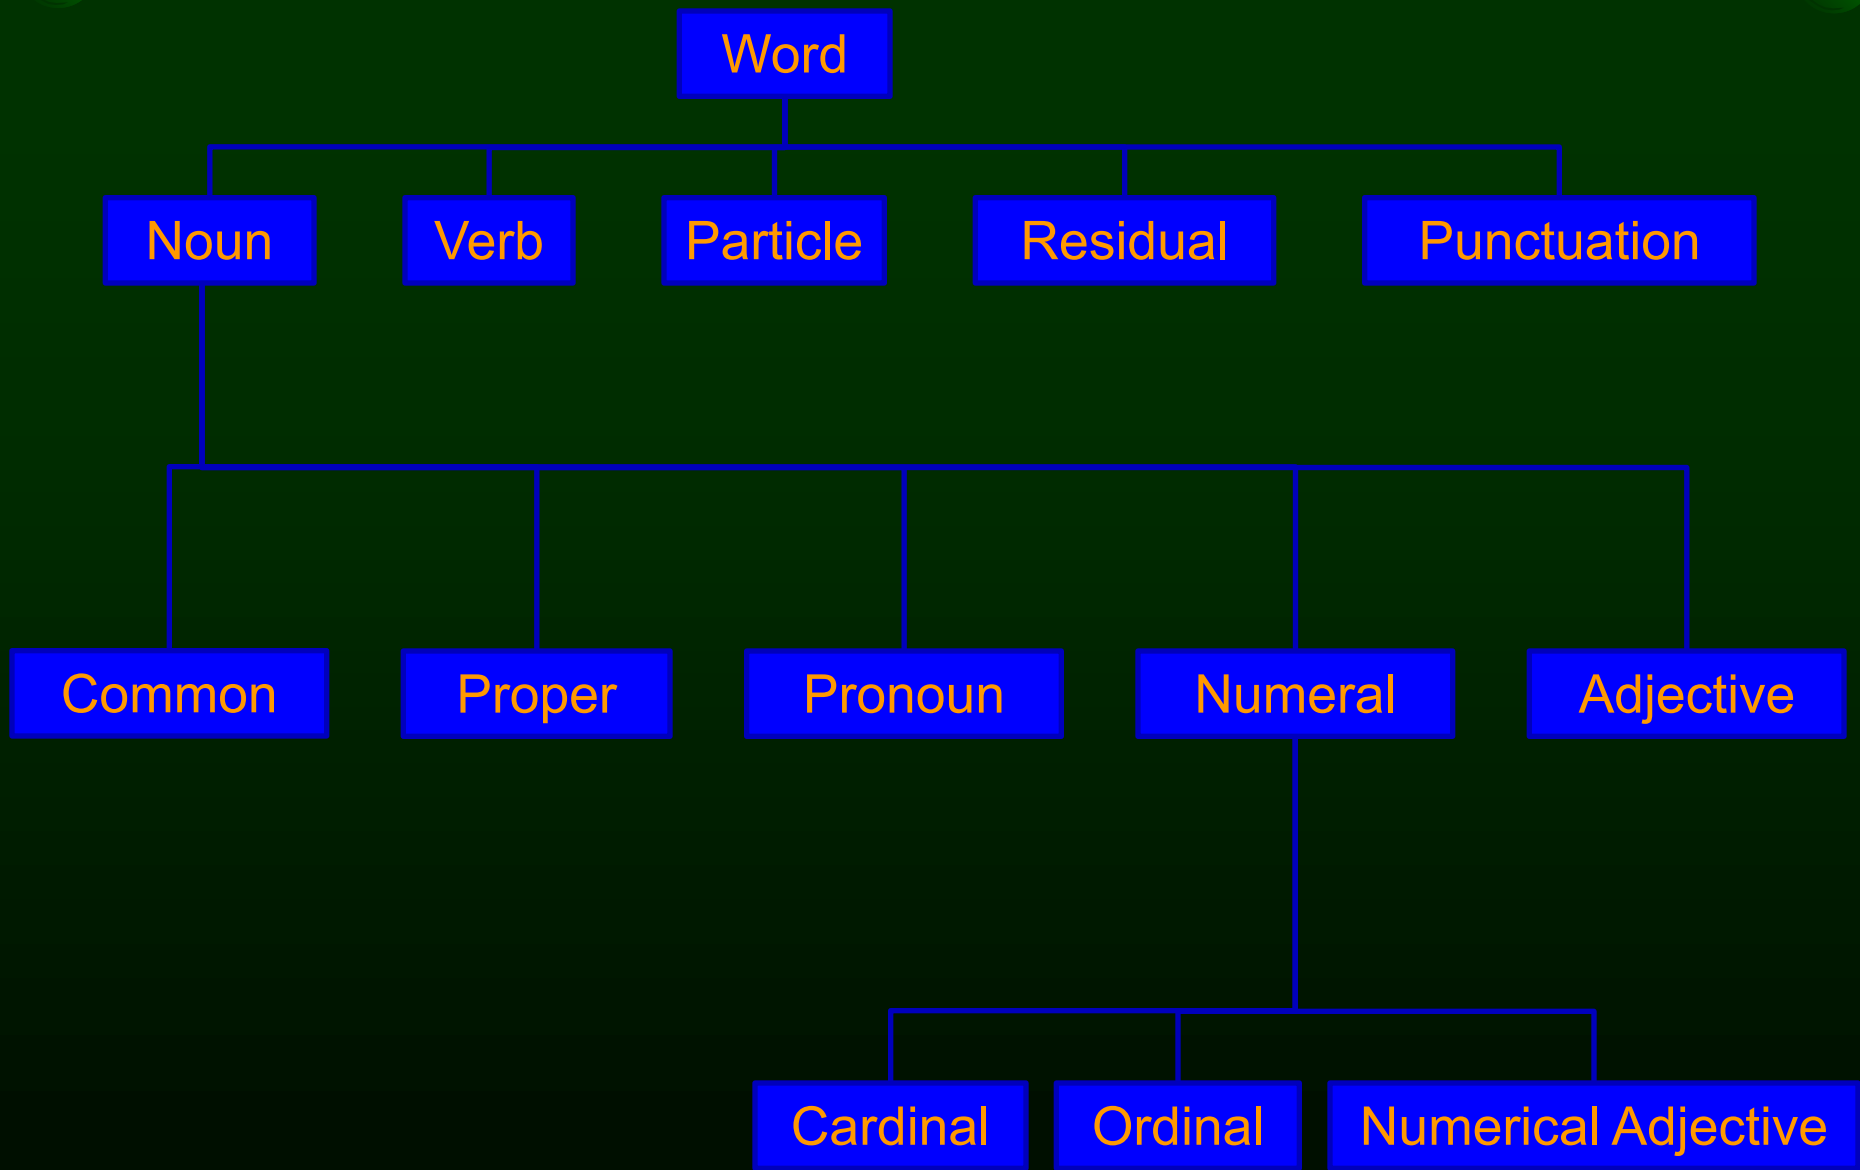 Word
Noun
Verb
Particle
Residual
Punctuation
Common
Proper
Pronoun
Numeral
Adjective
Cardinal
Ordinal
Numerical Adjective